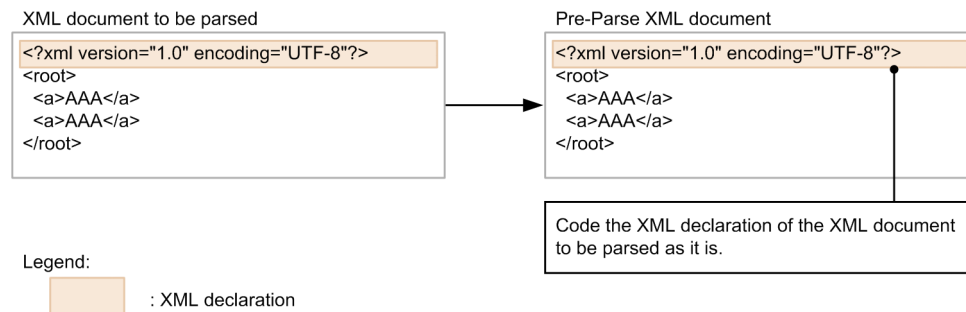 XML document to be parsed
<?xml version="1.0" encoding="UTF-8"?>
<root>
<a>AAA</a>
<a>AAA</a>
</root>
Pre-Parse XML document
<?xml version="1.0" encoding="UTF-8"?>
<root>
<a>AAA</a>
<a>AAA</a>
</root>
Code the XML declaration of the XML document
to be parsed as it is.
Legend:
: XML declaration